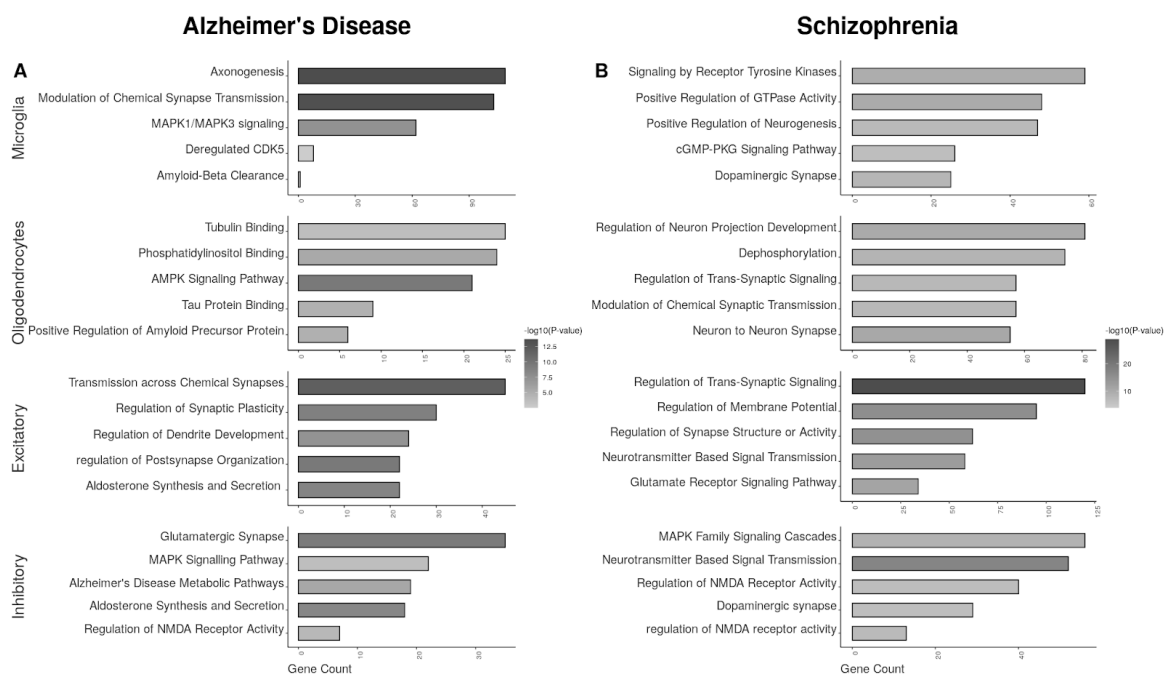 Alzheimer's Disease
Schizophrenia
A
Microglia
Axonogenesis
Modulation of Chemical Synapse Transmission
MAPK1/MAPK3 signaling
Deregulated CDK5
Amyloid-Beta Clearance
0 30 60 90
Oligodendrocytes
Tubulin Binding
Phosphatidylinositol Binding
AMPK Signaling Pathway
Tau Protein Binding
Positive Regulation of Amyloid Precursor Protein
0 5 10 15 20 25
-log10(P-value)
12.5
10.0
7.5
5.0
Excitatory
Transmission across Chemical Synapses
Regulation of Synaptic Plasticity
Regulation of Dendrite Development
regulation of Postsynapse Organization
Aldosterone Synthesis and Secretion
0 10 20 30 40
Inhibitory
Glutamatergic Synapse
MAPK Signalling Pathway
Alzheimer's Disease Metabolic Pathways
Aldosterone Synthesis and Secretion
Regulation of NMDA Receptor Activity
0 10 20 30
Gene Count
B
Signaling by Receptor Tyrosine Kinases
Positive Regulation of GTPase Activity
Positive Regulation of Neurogenesis
cGMP-PKG Signaling Pathway
Dopaminergic Synapse
0 20 40 60
Regulation of Neuron Projection Development
Dephosphorylation
Regulation of Trans-Synaptic Signaling
Modulation of Chemical Synaptic Transmission
Neuron to Neuron Synapse
0 20 40 60 80
-log10(P-value)
20
10
Regulation of Trans-Synaptic Signaling
Regulation of Membrane Potential
Regulation of Synapse Structure or Activity
Neurotransmitter Based Signal Transmission
Glutamate Receptor Signaling Pathway
0 25 50 75 100 125
MAPK Family Signaling Cascades
Neurotransmitter Based Signal Transmission
Regulation of NMDA Receptor Activity
Dopaminergic synapse
regulation of NMDA receptor activity
0 20 40
Gene Count